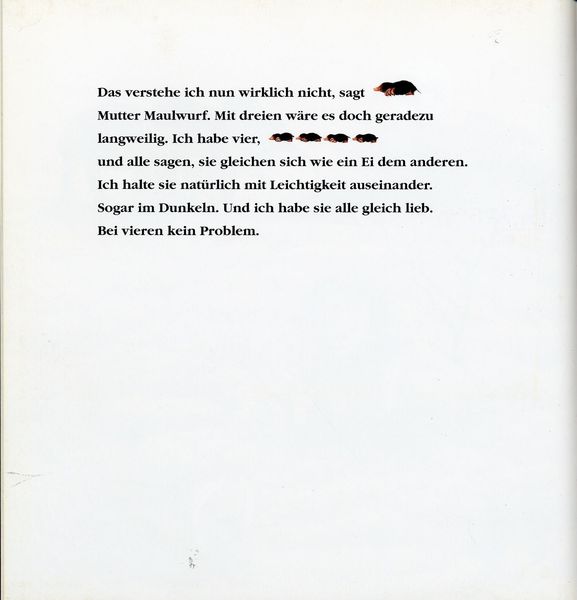 Das verstehe ich nun wirklich nicht, sagt
Mutter Maulwurf. Mit dreien wäre es doch geradezu
langweilig. Ich habe vier,
und alle sagen, sie gleichen sich wie ein Ei dem anderen.
Ich halte sie natürlich mit Leichtigkeit auseinander.
Sogar im Dunkeln. Und ich habe sie alle gleich lieb.
Bei vieren kein Problem.